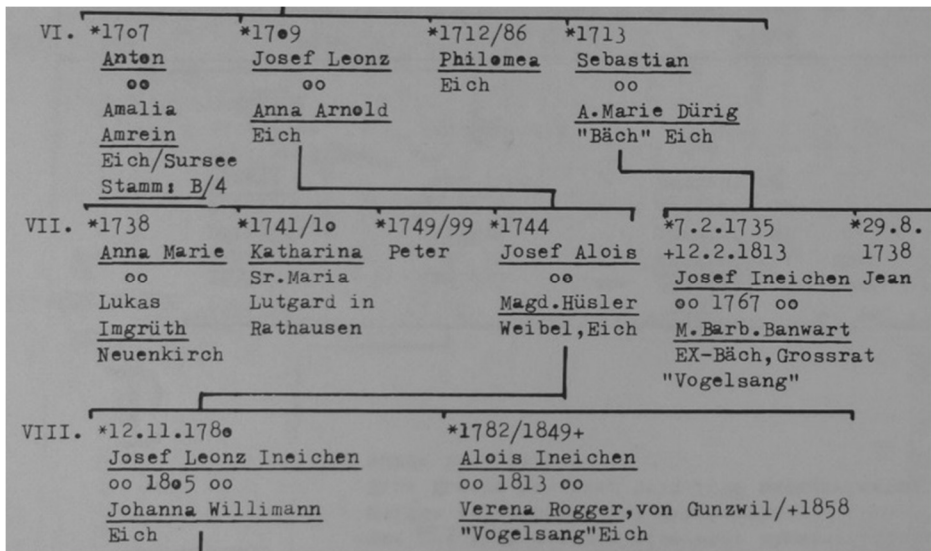 VI. *1707 *1709 *1712/86 *1713
Anton Josef Leonz Philomea Sebastian
oo oo Eich oo
Amalia Anna Arnold A.Marie Dürig
Amrein Eich "Bäch" Eich
Eich/Sursee
Stamm: B/4
VII. *1738 *1741/10 *1749/99 *1744 *7.2.1735 *29.8.
Anna Marie Katharina Peter Josef Alois +12.2.1813 1738
oo Sr.Maria oo Josef Ineichen Jean
Lukas Lutgard in Magd.Hüsler oo 1767 oo
Imgrüth Rathausen Weibel,Eich M.Barb.Banwart
Neuenkirch EX-Bäch,Grossrat
"Vogelsang"
VIII. *12.11.1780 *1782/1849+
Josef Leonz Ineichen Alois Ineichen
oo 1805 oo oo 1813 oo
Johanna Willimann Verena Rogger,von Gunzwil/+1858
Eich "Vogelsang"Eich